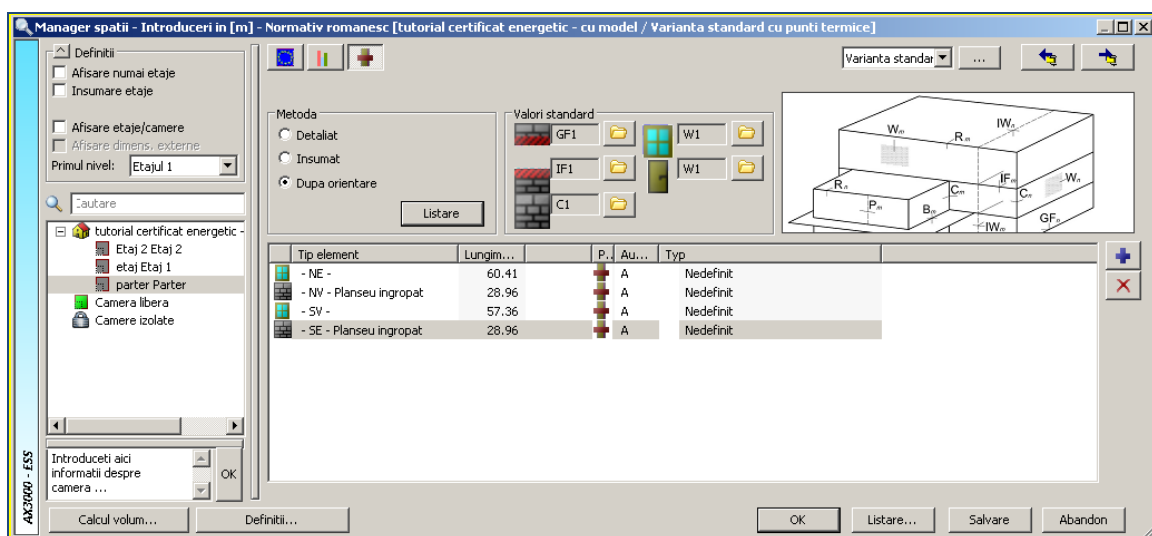 Manager spatii - Introduceri in [m] - Normativ romanesc [tutorial certificat energetic - cu model / Varianta standard cu punti termice]
Definitii
Afisare numai etaje
Insumare etaje
Afisare etaje/camere
Afisare dimens. externe
Primul nivel: Etajul 1
Cautare
tutorial certificat energetic -
Etaj 2 Etaj 2
etaj Etaj 1
parter Parter
Camera libera
Camere izolate
Introduceti aici
informatii despre
camera ...
OK
AX3000 - ESS
Calcul volum...
Definitii...
Varianta standar
...
Metoda
Detaliat
Insumat
Dupa orientare
Listare
Valori standard
GF1
W1
IF1
W1
C1
Wm
Rm
IWn
Rn
IFm
Wn
Cm
Cn
Pm
Bm
GFn
IWm
Tip element Lungim... P.. Au... Typ
- NE - 60.41 A Nedefinit
- NV - Planseu ingropat 28.96 A Nedefinit
- SV - 57.36 A Nedefinit
- SE - Planseu ingropat 28.96 A Nedefinit
OK
Listare...
Salvare
Abandon